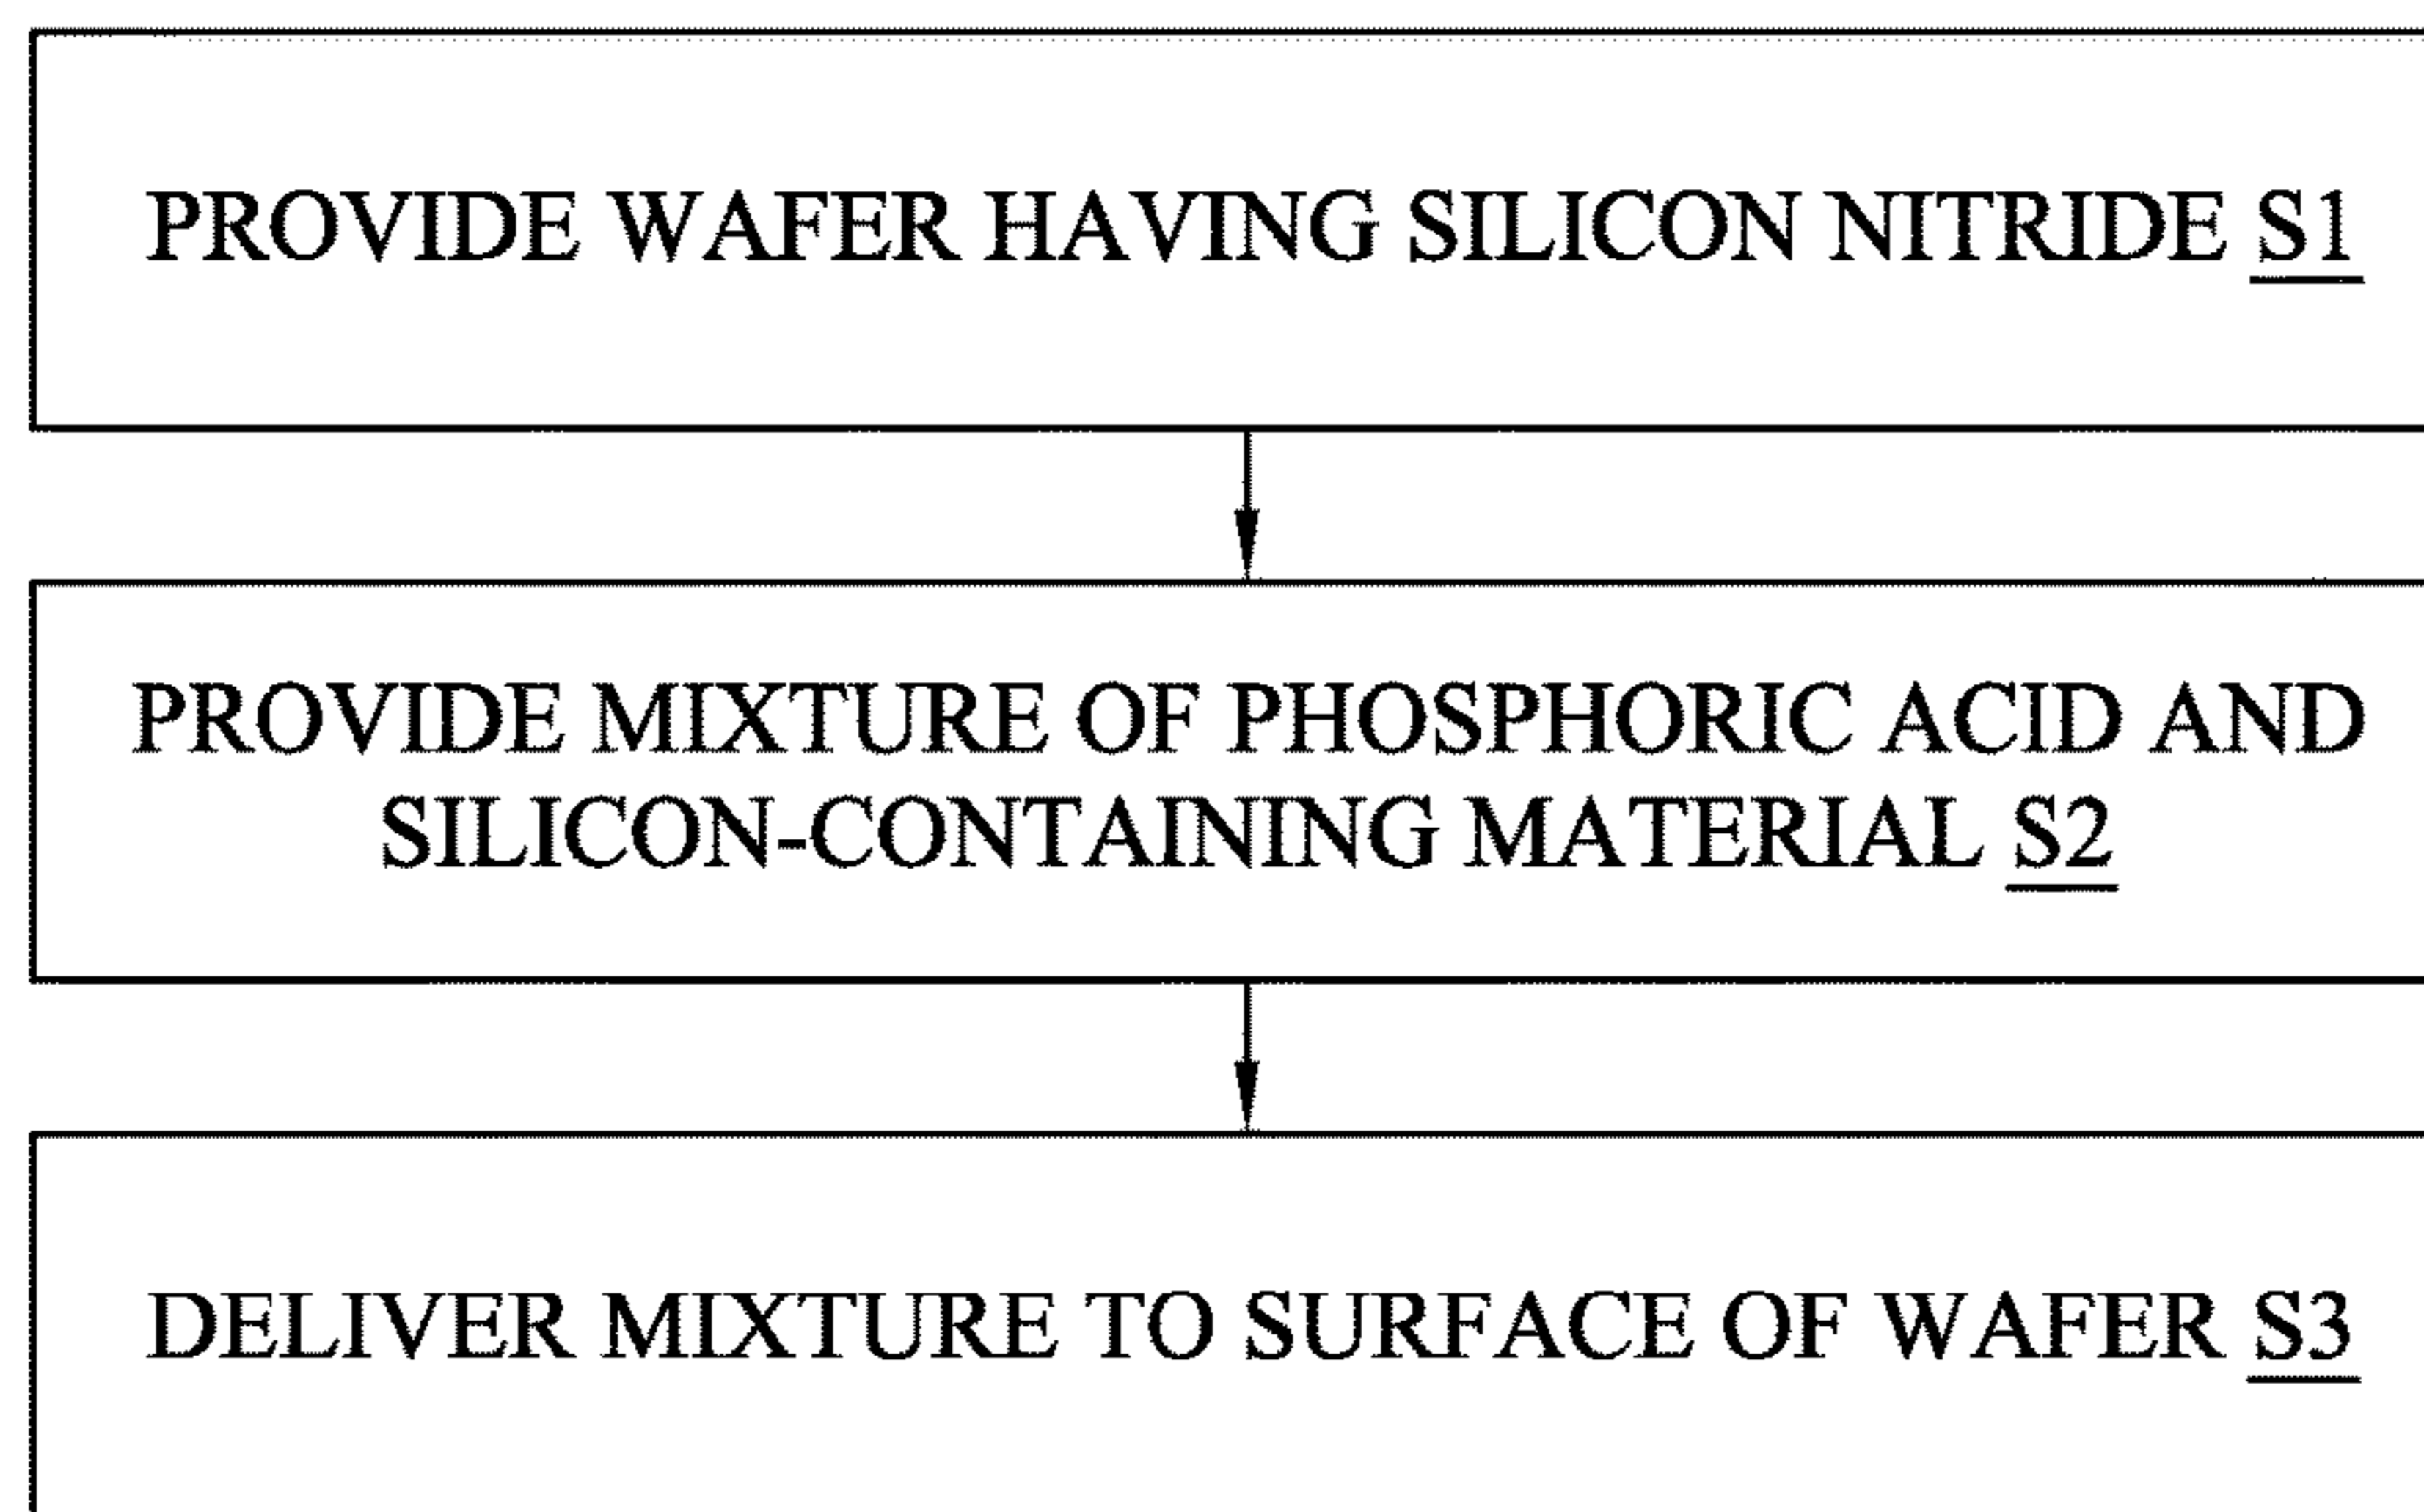 PROVIDE WAFER HAVING SILICON NITRIDE S1
PROVIDE MIXTURE OF PHOSPHORIC ACID AND
SILICON-CONTAINING MATERIAL S2
DELIVER MIXTURE TO SURFACE OF WAFER S3